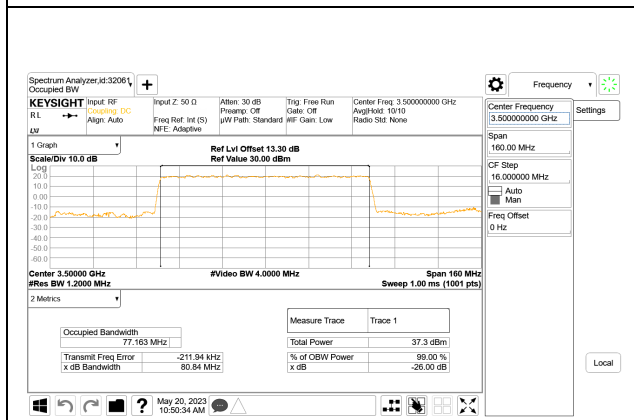 Spectrum Analyzer,id:32061
Occupied BW
Frequency
KEYSIGHT
RL
LXI
Input: RF
Coupling: DC
Align: Auto
Input Z: 50 Ω
Freq Ref: Int (S)
NFE: Adaptive
Atten: 30 dB
Preamp: Off
µW Path: Standard
Trig: Free Run
Gate: Off
#IF Gain: Low
Center Freq: 3.500000000 GHz
Avg|Hold: 10/10
Radio Std: None
Center Frequency
3.500000000 GHz
Settings
Span
160.00 MHz
CF Step
16.000000 MHz
Auto
Man
Freq Offset
0 Hz
1 Graph
Scale/Div 10.0 dB
Ref Lvl Offset 13.30 dB
Ref Value 30.00 dBm
Log
20.0
10.0
0.00
-10.0
-20.0
-30.0
-40.0
-50.0
-60.0
Center 3.50000 GHz
#Video BW 4.0000 MHz
Span 160 MHz
#Res BW 1.2000 MHz
Sweep 1.00 ms (1001 pts)
2 Metrics
Measure Trace
Trace 1
Occupied Bandwidth
77.163 MHz
Total Power
37.3 dBm
Transmit Freq Error
-211.94 kHz
% of OBW Power
99.00 %
x dB Bandwidth
80.84 MHz
x dB
-26.00 dB
Local
?
May 20, 2023
10:50:34 AM